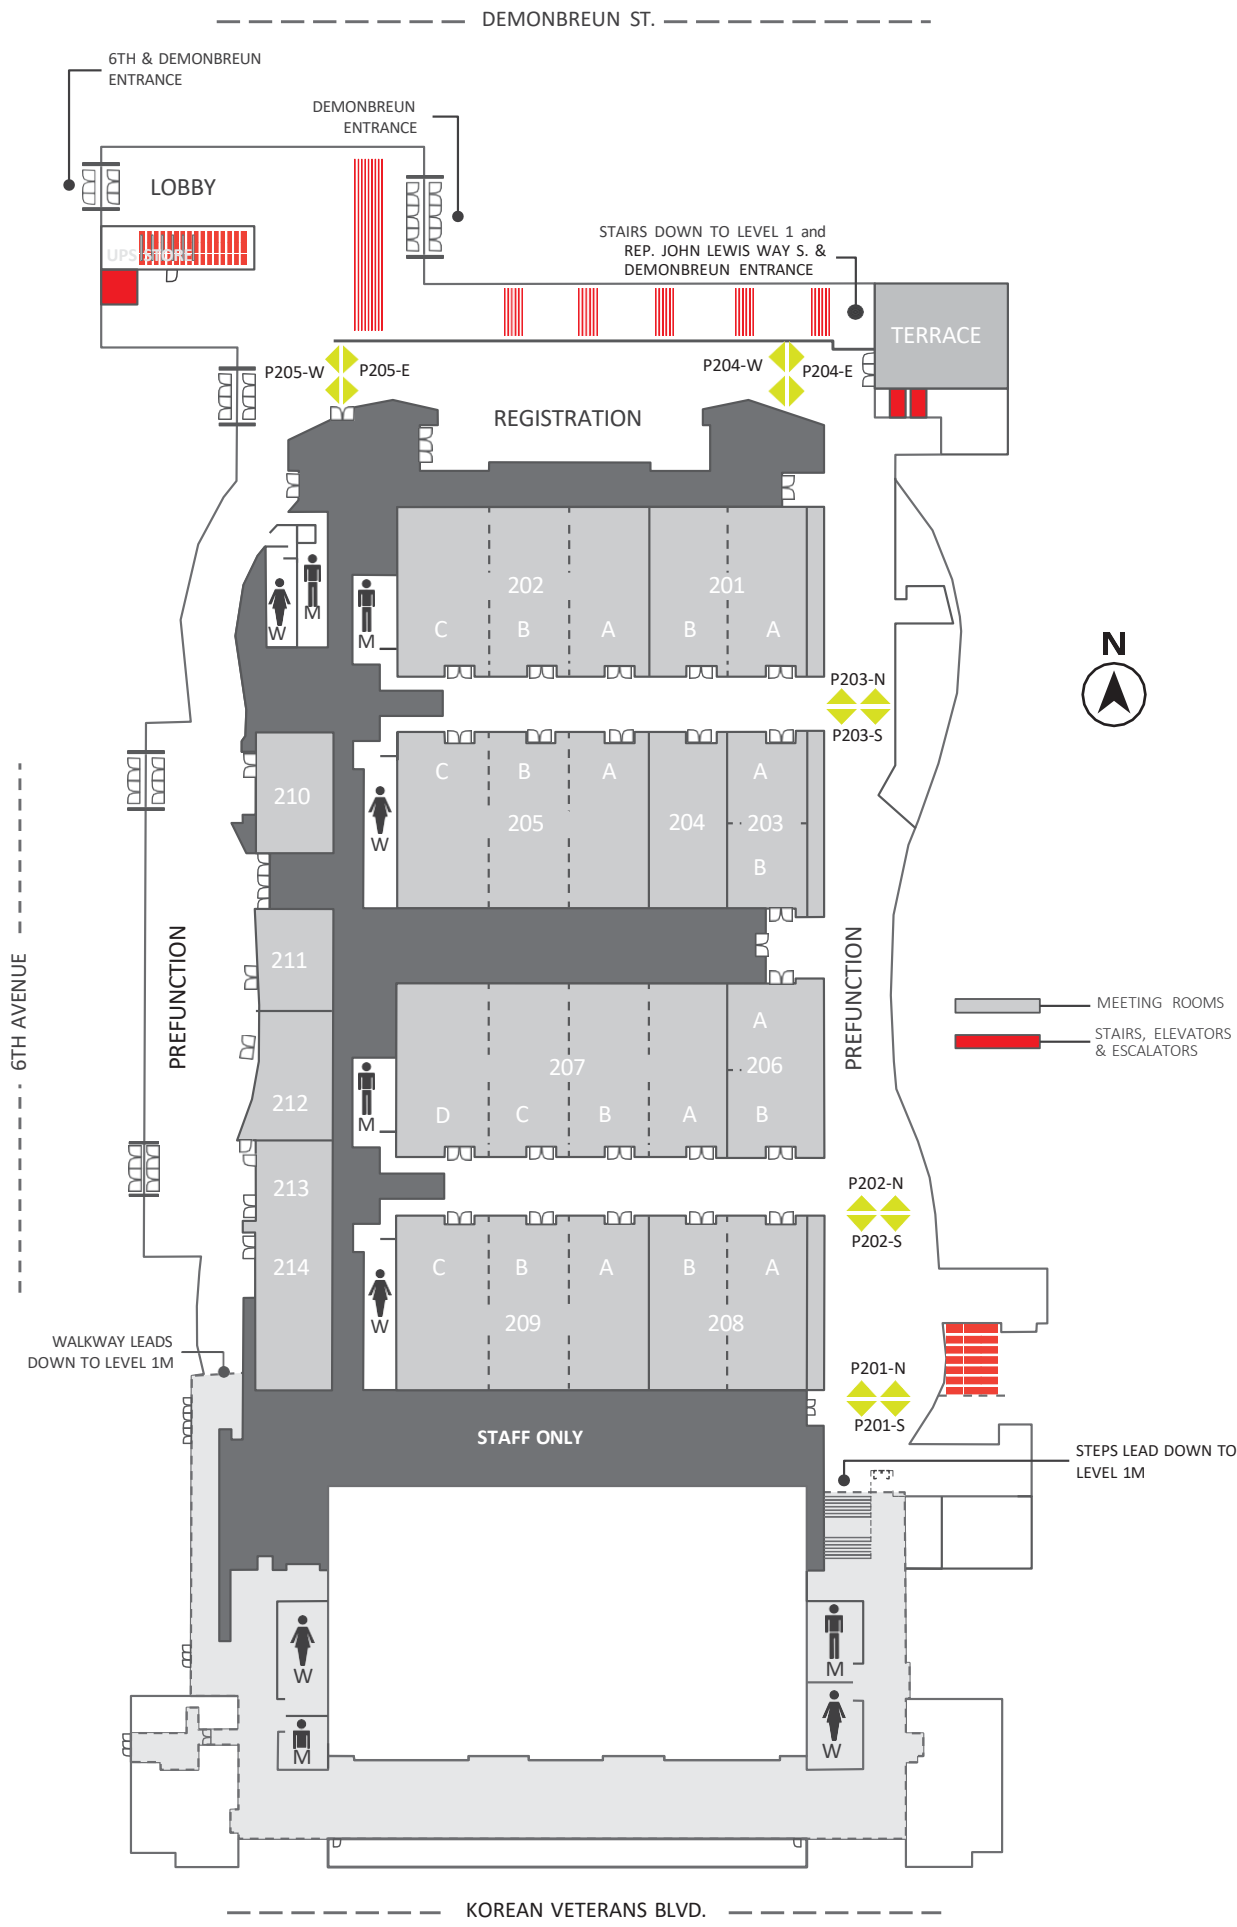 DEMONBREUN ST.
6TH & DEMONBREUN
ENTRANCE
DEMONBREUN
ENTRANCE
LOBBY
STAIRS DOWN TO LEVEL 1 and
REP. JOHN LEWIS WAY S. &
DEMONBREUN ENTRANCE
UPS STORE
TERRACE
P205-W
P205-E
P204-W
P204-E
REGISTRATION
202
201
C
B
A
B
A
W
M
M
N
P203-N
P203-S
C
B
A
A
210
205
204
203
W
B
6TH AVENUE
PREFUNCTION
PREFUNCTION
211
MEETING ROOMS
STAIRS, ELEVATORS
& ESCALATORS
A
207
206
212
D
C
B
A
B
M
213
P202-N
P202-S
214
C
B
A
B
A
W
209
208
WALKWAY LEADS
DOWN TO LEVEL 1M
P201-N
P201-S
STAFF ONLY
STEPS LEAD DOWN TO
LEVEL 1M
W
M
M
W
KOREAN VETERANS BLVD.